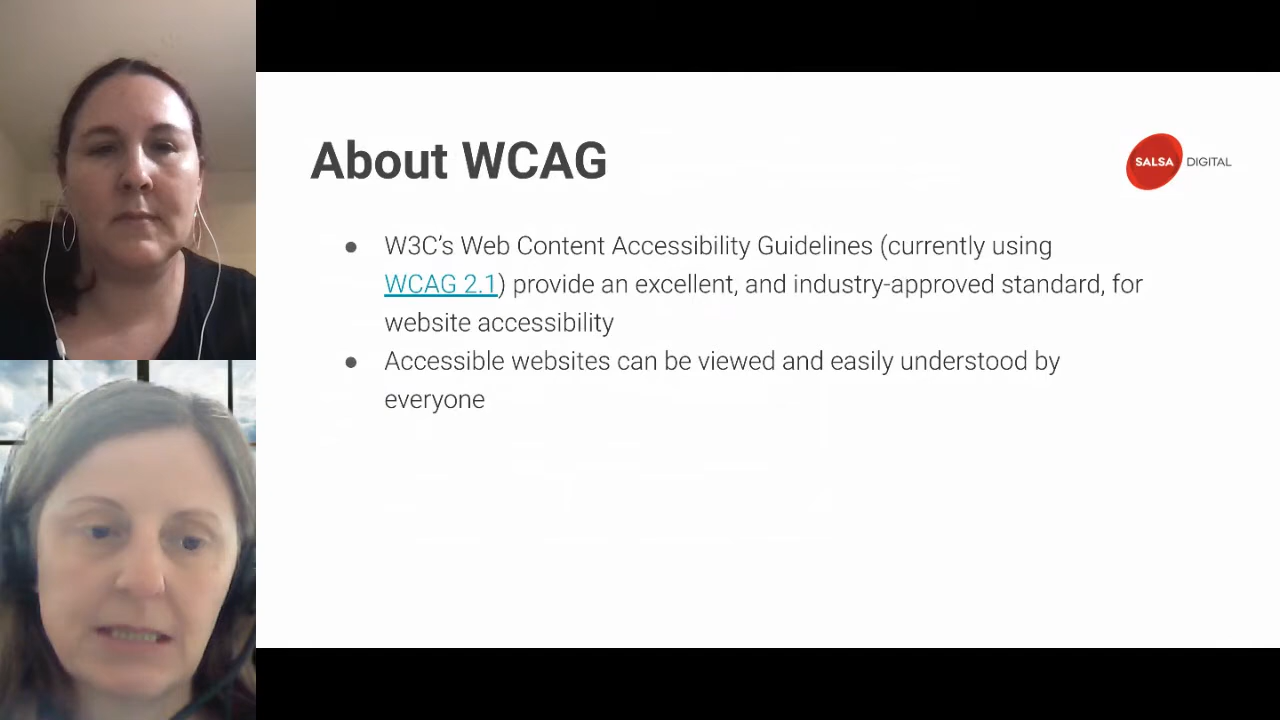 About WCAG
SALSA DIGITAL
● W3C’s Web Content Accessibility Guidelines (currently using
WCAG 2.1) provide an excellent, and industry-approved standard, for
website accessibility
● Accessible websites can be viewed and easily understood by
everyone